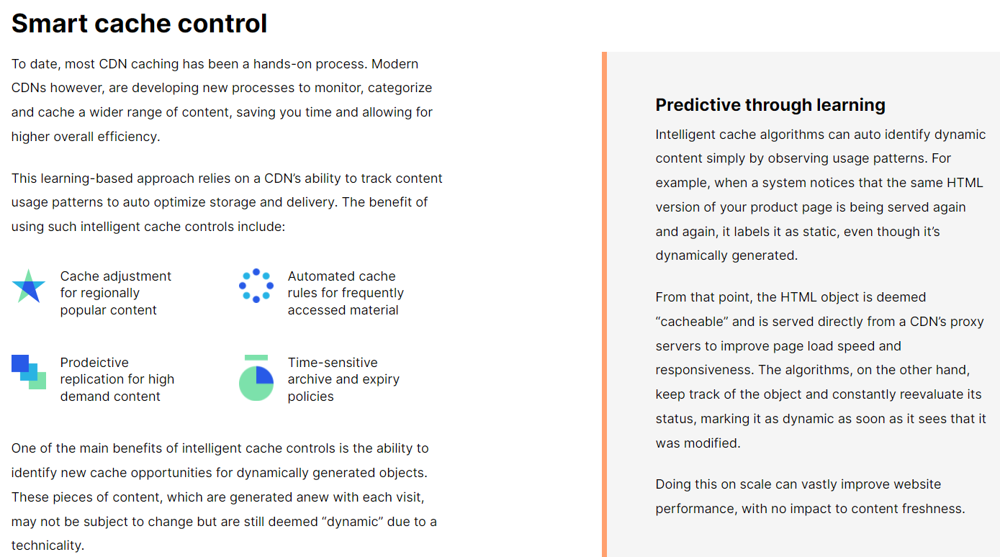 Smart cache control
To date, most CDN caching has been a hands-on process. Modern
CDNs however, are developing new processes to monitor, categorize
and cache a wider range of content, saving you time and allowing for
higher overall efficiency.
This learning-based approach relies on a CDN’s ability to track content
usage patterns to auto optimize storage and delivery. The benefit of
using such intelligent cache controls include:
Cache adjustment
for regionally
popular content
Automated cache
rules for frequently
accessed material
Prodeictive
replication for high
demand content
Time-sensitive
archive and expiry
policies
One of the main benefits of intelligent cache controls is the ability to
identify new cache opportunities for dynamically generated objects.
These pieces of content, which are generated anew with each visit,
may not be subject to change but are still deemed “dynamic” due to a
technicality.
Predictive through learning
Intelligent cache algorithms can auto identify dynamic
content simply by observing usage patterns. For
example, when a system notices that the same HTML
version of your product page is being served again
and again, it labels it as static, even though it’s
dynamically generated.
From that point, the HTML object is deemed
“cacheable” and is served directly from a CDN’s proxy
servers to improve page load speed and
responsiveness. The algorithms, on the other hand,
keep track of the object and constantly reevaluate its
status, marking it as dynamic as soon as it sees that it
was modified.
Doing this on scale can vastly improve website
performance, with no impact to content freshness.